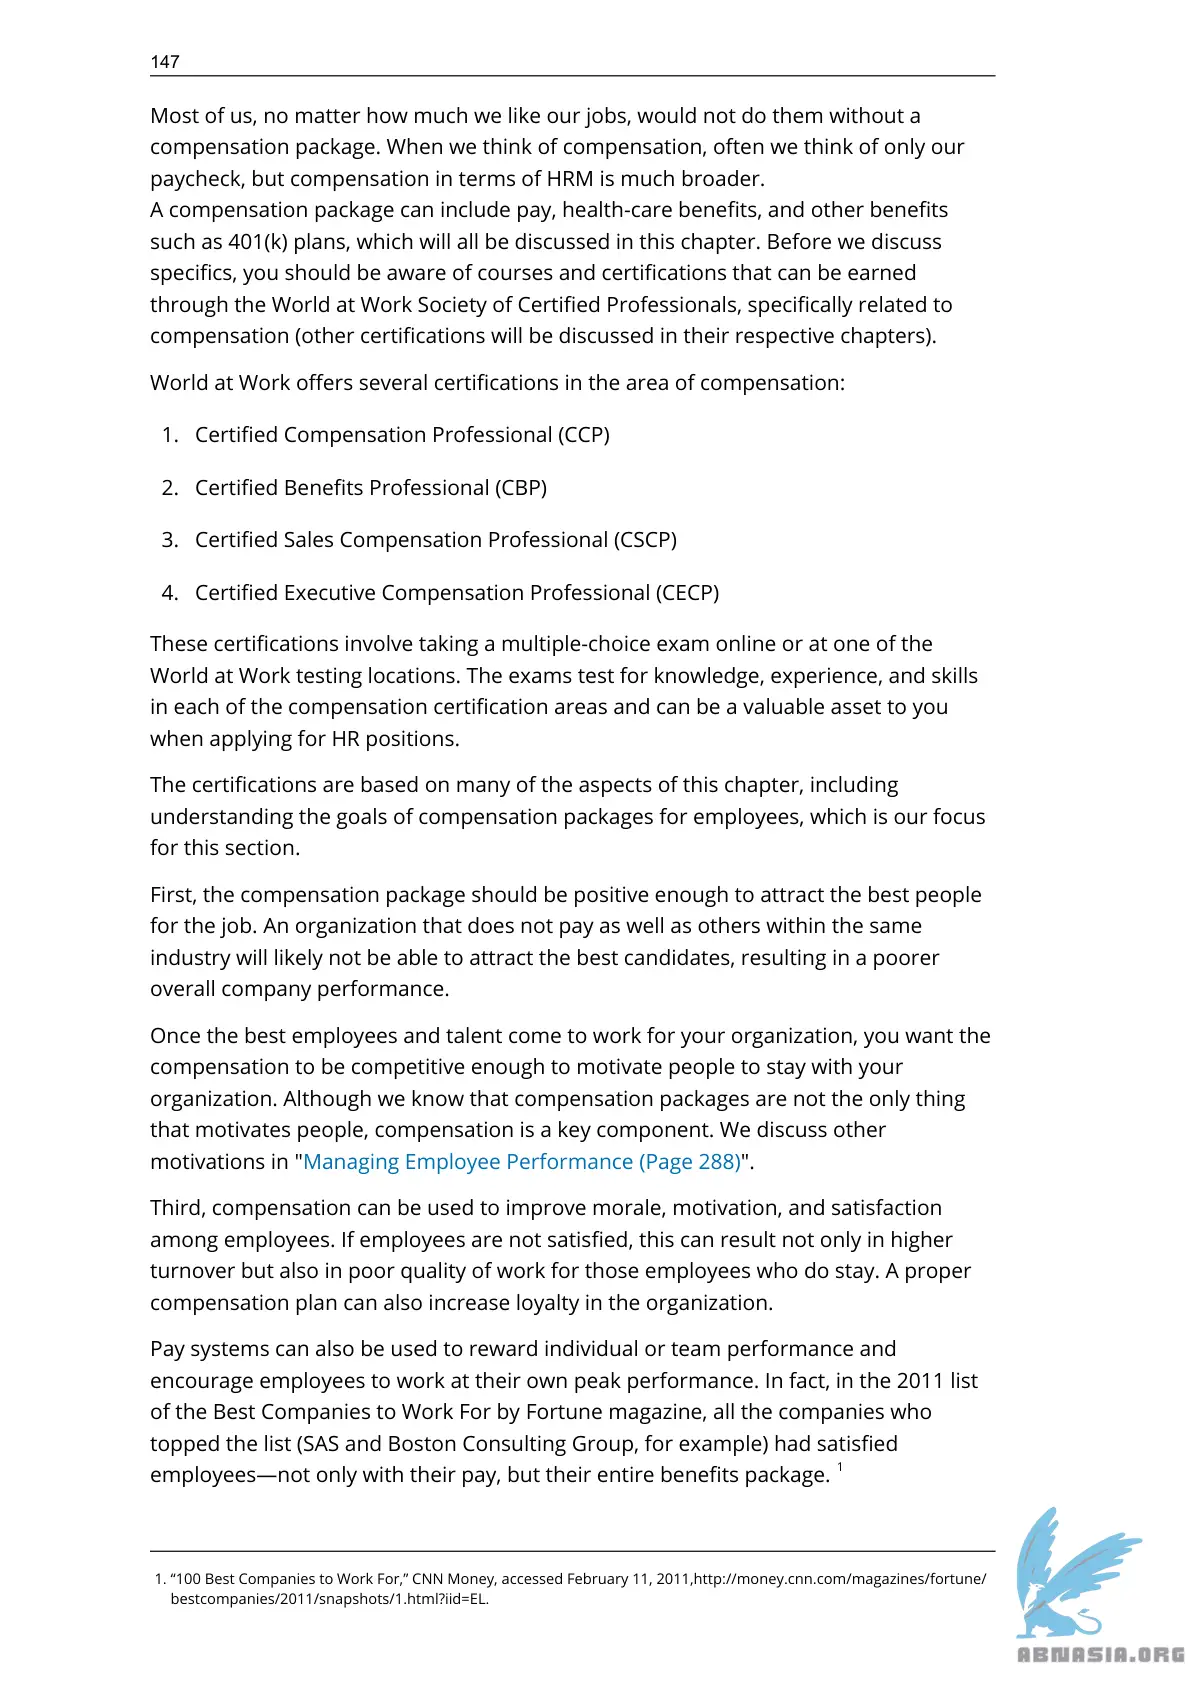 147
Most of us, no matter how much we like our jobs, would not do them without a
compensation package. When we think of compensation, often we think of only our
paycheck, but compensation in terms of HRM is much broader.
A compensation package can include pay, health-care benefits, and other benefits
such as 401(k) plans, which will all be discussed in this chapter. Before we discuss
specifics, you should be aware of courses and certifications that can be earned
through the World at Work Society of Certified Professionals, specifically related to
compensation (other certifications will be discussed in their respective chapters).
World at Work offers several certifications in the area of compensation:
1. Certified Compensation Professional (CCP)
2. Certified Benefits Professional (CBP)
3. Certified Sales Compensation Professional (CSCP)
4. Certified Executive Compensation Professional (CECP)
These certifications involve taking a multiple-choice exam online or at one of the
World at Work testing locations. The exams test for knowledge, experience, and skills
in each of the compensation certification areas and can be a valuable asset to you
when applying for HR positions.
The certifications are based on many of the aspects of this chapter, including
understanding the goals of compensation packages for employees, which is our focus
for this section.
First, the compensation package should be positive enough to attract the best people
for the job. An organization that does not pay as well as others within the same
industry will likely not be able to attract the best candidates, resulting in a poorer
overall company performance.
Once the best employees and talent come to work for your organization, you want the
compensation to be competitive enough to motivate people to stay with your
organization. Although we know that compensation packages are not the only thing
that motivates people, compensation is a key component. We discuss other
motivations in "Managing Employee Performance (Page 288)".
Third, compensation can be used to improve morale, motivation, and satisfaction
among employees. If employees are not satisfied, this can result not only in higher
turnover but also in poor quality of work for those employees who do stay. A proper
compensation plan can also increase loyalty in the organization.
Pay systems can also be used to reward individual or team performance and
encourage employees to work at their own peak performance. In fact, in the 2011 list
of the Best Companies to Work For by Fortune magazine, all the companies who
topped the list (SAS and Boston Consulting Group, for example) had satisfied
employees—not only with their pay, but their entire benefits package. 1
1. “100 Best Companies to Work For,” CNN Money, accessed February 11, 2011,http://money.cnn.com/magazines/fortune/
bestcompanies/2011/snapshots/1.html?iid=EL.
ABNASIA.ORG